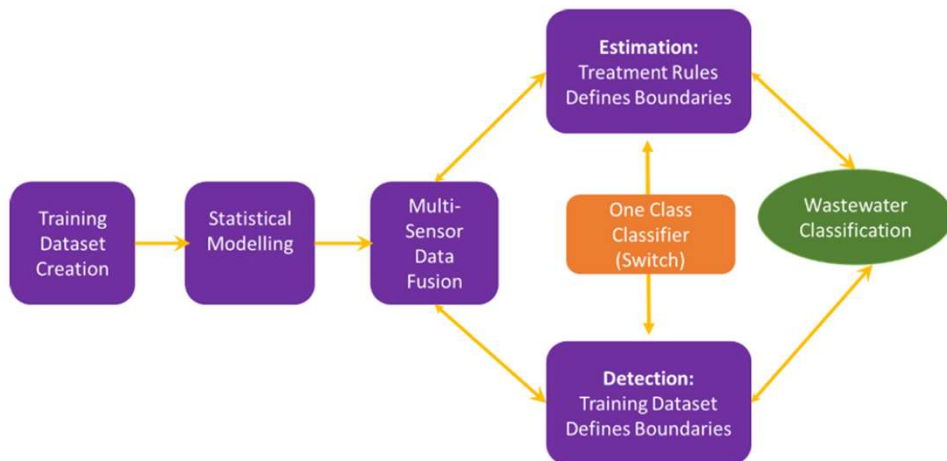 Training
Dataset
Creation
Statistical
Modelling
Multi-
Sensor
Data
Fusion
Estimation:
Treatment Rules
Defines Boundaries
One Class
Classifier
(Switch)
Detection:
Training Dataset
Defines Boundaries
Wastewater
Classification